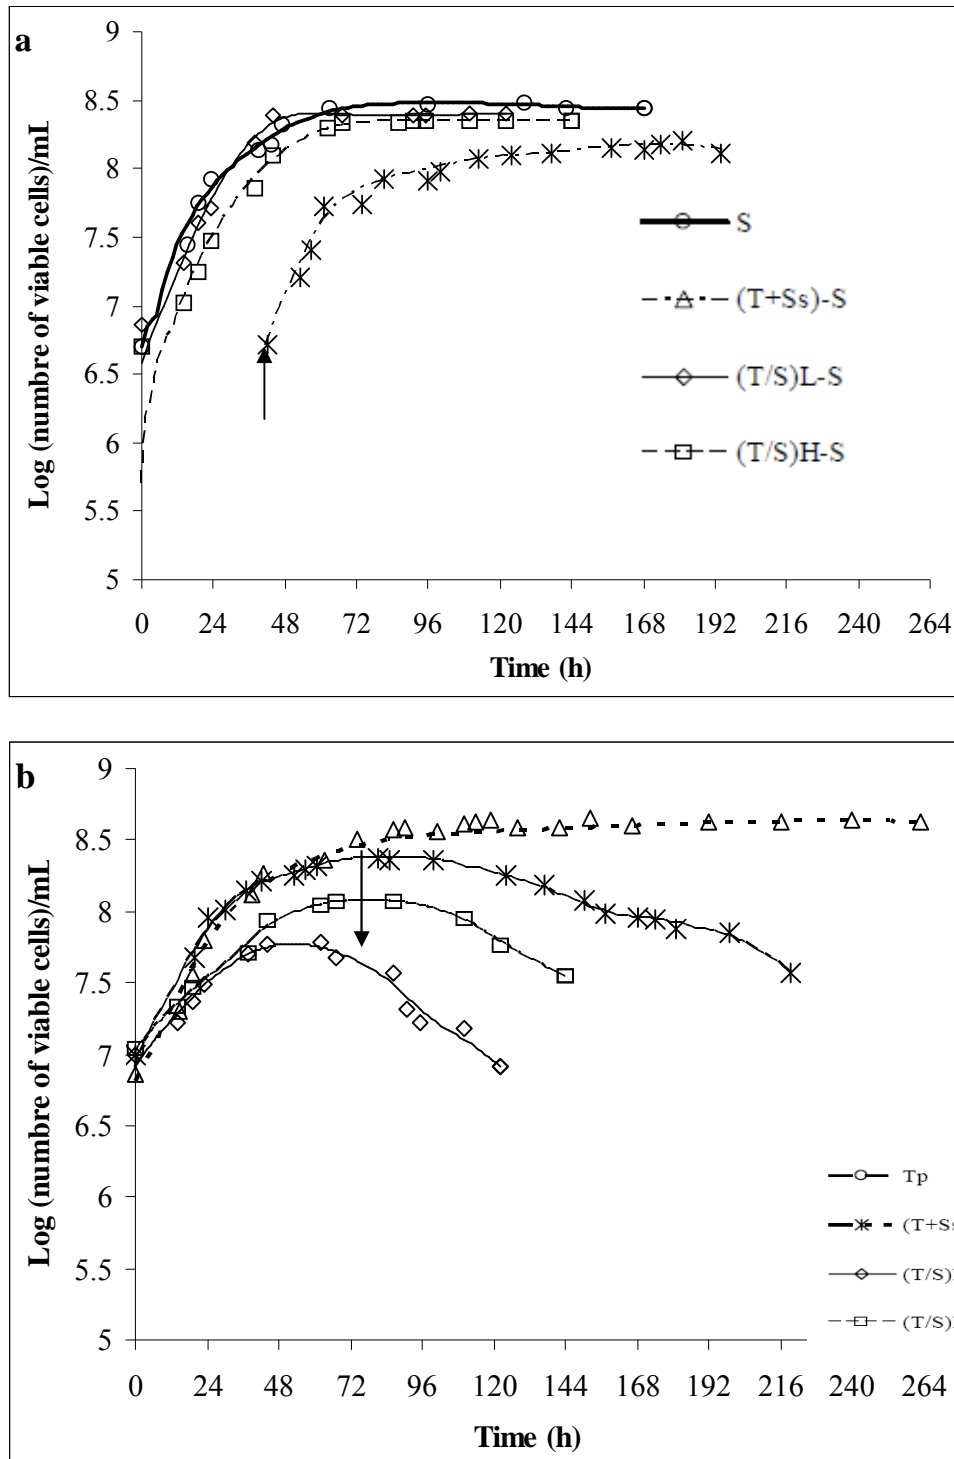 a
9
8.5
8
7.5
7
6.5
6
5.5
5
Log (numbre of viable cells)/mL
S
(T+Ss)-S
(T/S)L-S
(T/S)H-S
0 24 48 72 96 120 144 168 192 216 240 264
Time (h)
b
9
8.5
8
7.5
7
6.5
6
5.5
5
Log (numbre of viable cells)/mL
Tp
(T+Ss
(T/S)
(T/S)
0 24 48 72 96 120 144 168 192 216 240 264
Time (h)